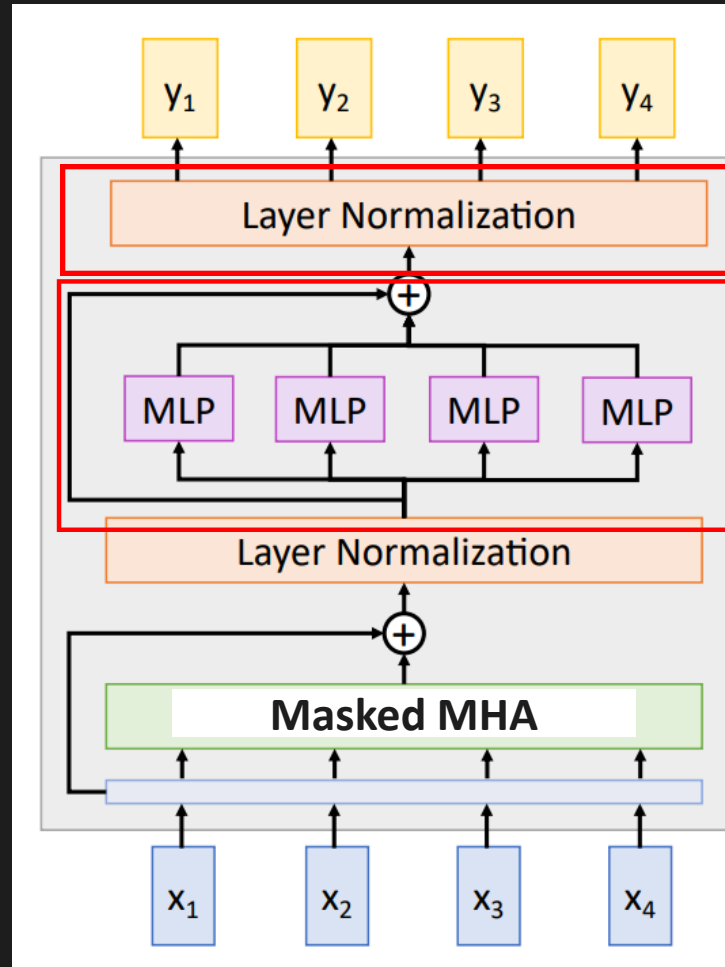 y₁ y₂ y₃ y₄
Layer Normalization
+
MLP MLP MLP MLP
Layer Normalization
+
Masked MHA
x₁ x₂ x₃ x₄